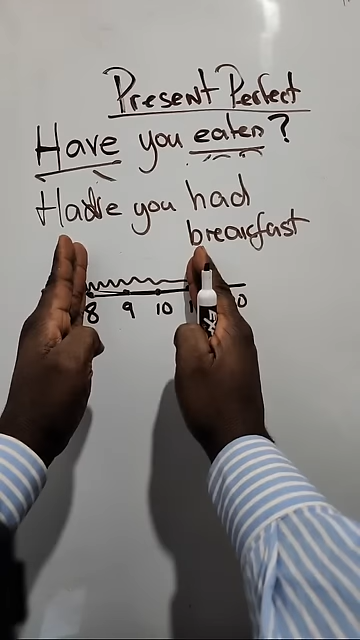 Present Perfect
Have you eaten?
Have you had
breakfast
8 9 10